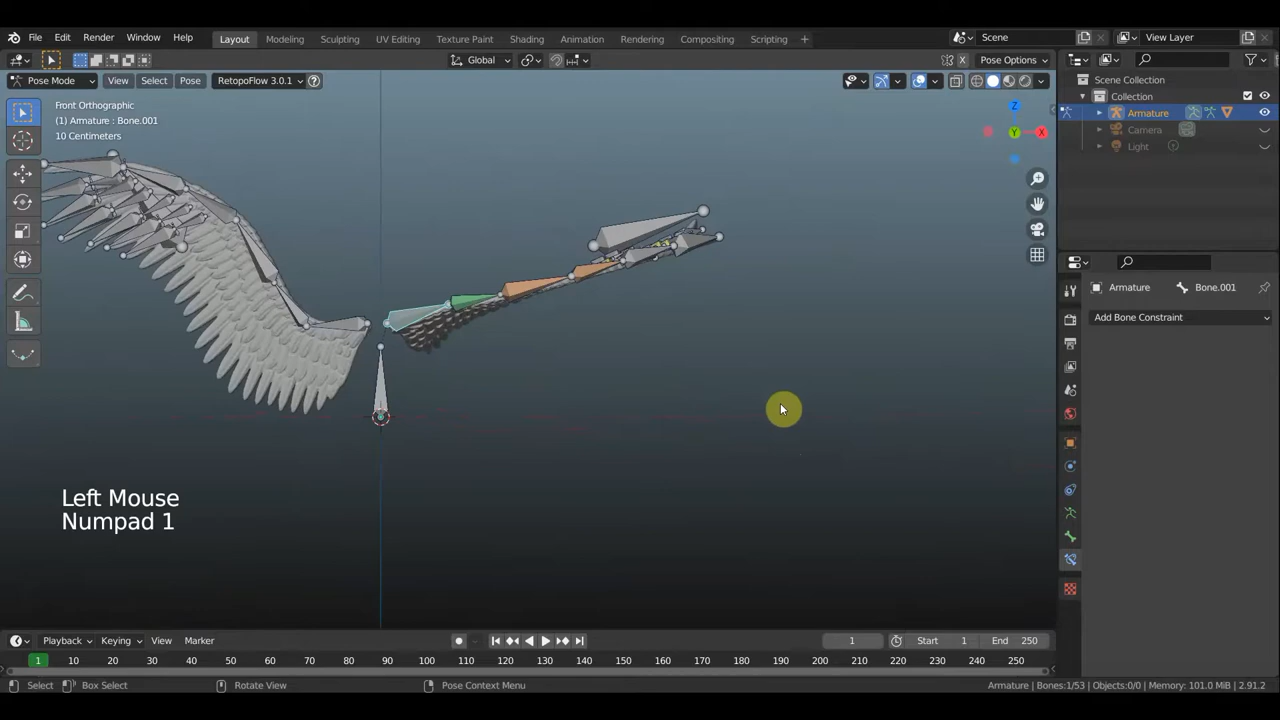 File Edit Render Window Help Layout Modeling Sculpting UV Editing Texture Paint Shading Animation Rendering Compositing Scripting + Scene View Layer
Global Pose Options
Pose Mode View Select Pose RetopoFlow 3.0.1 Scene Collection
Front Orthographic
(1) Armature : Bone.001
10 Centimeters
Collection
Armature
Camera
Light
Z
Y
X
Armature Bone.001
Add Bone Constraint
Left Mouse
Numpad 1
Playback Keying View Marker 1 Start 1 End 250
1 10 20 30 40 50 60 70 80 90 100 110 120 130 140 150 160 170 180 190 200 210 220 230 240 250
Select Box Select Rotate View Pose Context Menu Armature | Bones:1/53 | Objects:0/0 | Memory: 101.0 MiB | 2.91.2